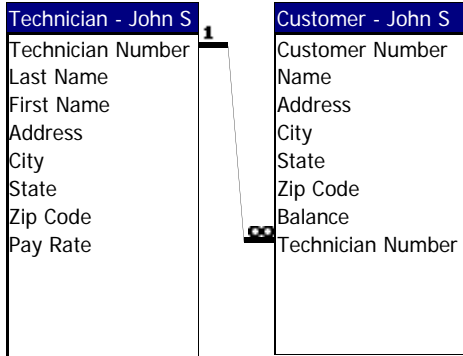 Technician - John S
Technician Number
Last Name
First Name
Address
City
State
Zip Code
Pay Rate
1
∞
Customer - John S
Customer Number
Name
Address
City
State
Zip Code
Balance
Technician Number